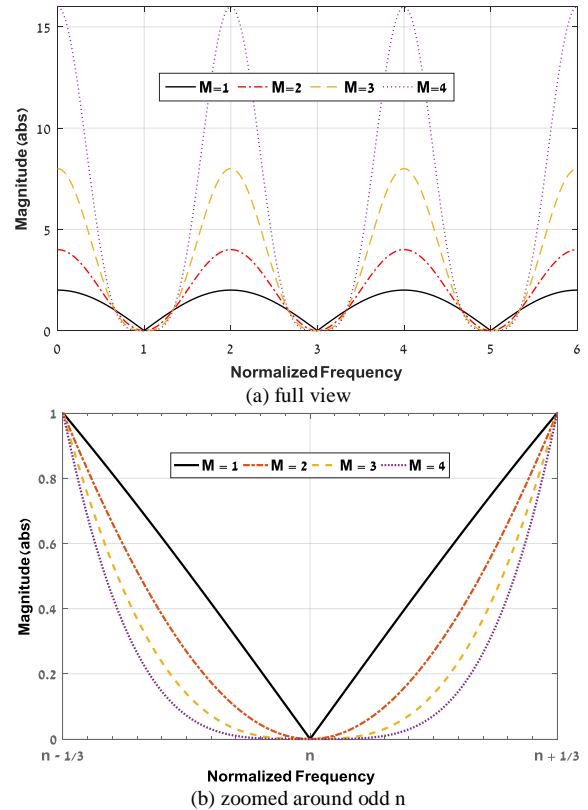 15
10
5
0
Magnitude (abs)
M=1 M=2 M=3 M=4
0 1 2 3 4 5 6
Normalized Frequency
(a) full view
1
0.8
0.6
0.4
0.2
0
Magnitude (abs)
M = 1 M = 2 M = 3 M = 4
n - 1/3 n n + 1/3
Normalized Frequency
(b) zoomed around odd n